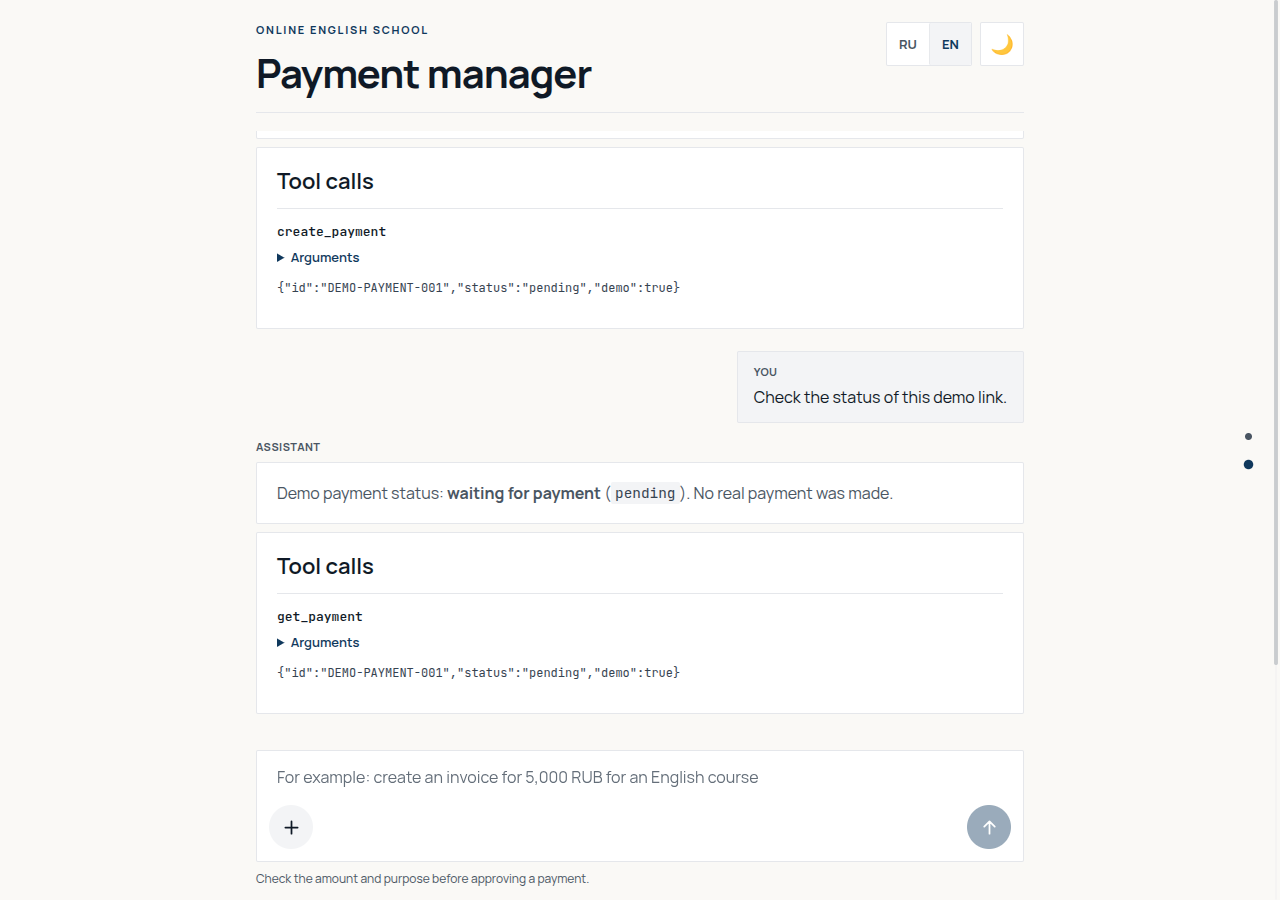 ONLINE ENGLISH SCHOOL
RU EN
Payment manager
Tool calls
create_payment
Arguments
{"id":"DEMO-PAYMENT-001","status":"pending","demo":true}
YOU
Check the status of this demo link.
ASSISTANT
Demo payment status: waiting for payment ( pending ). No real payment was made.
Tool calls
get_payment
Arguments
{"id":"DEMO-PAYMENT-001","status":"pending","demo":true}
For example: create an invoice for 5,000 RUB for an English course
Check the amount and purpose before approving a payment.